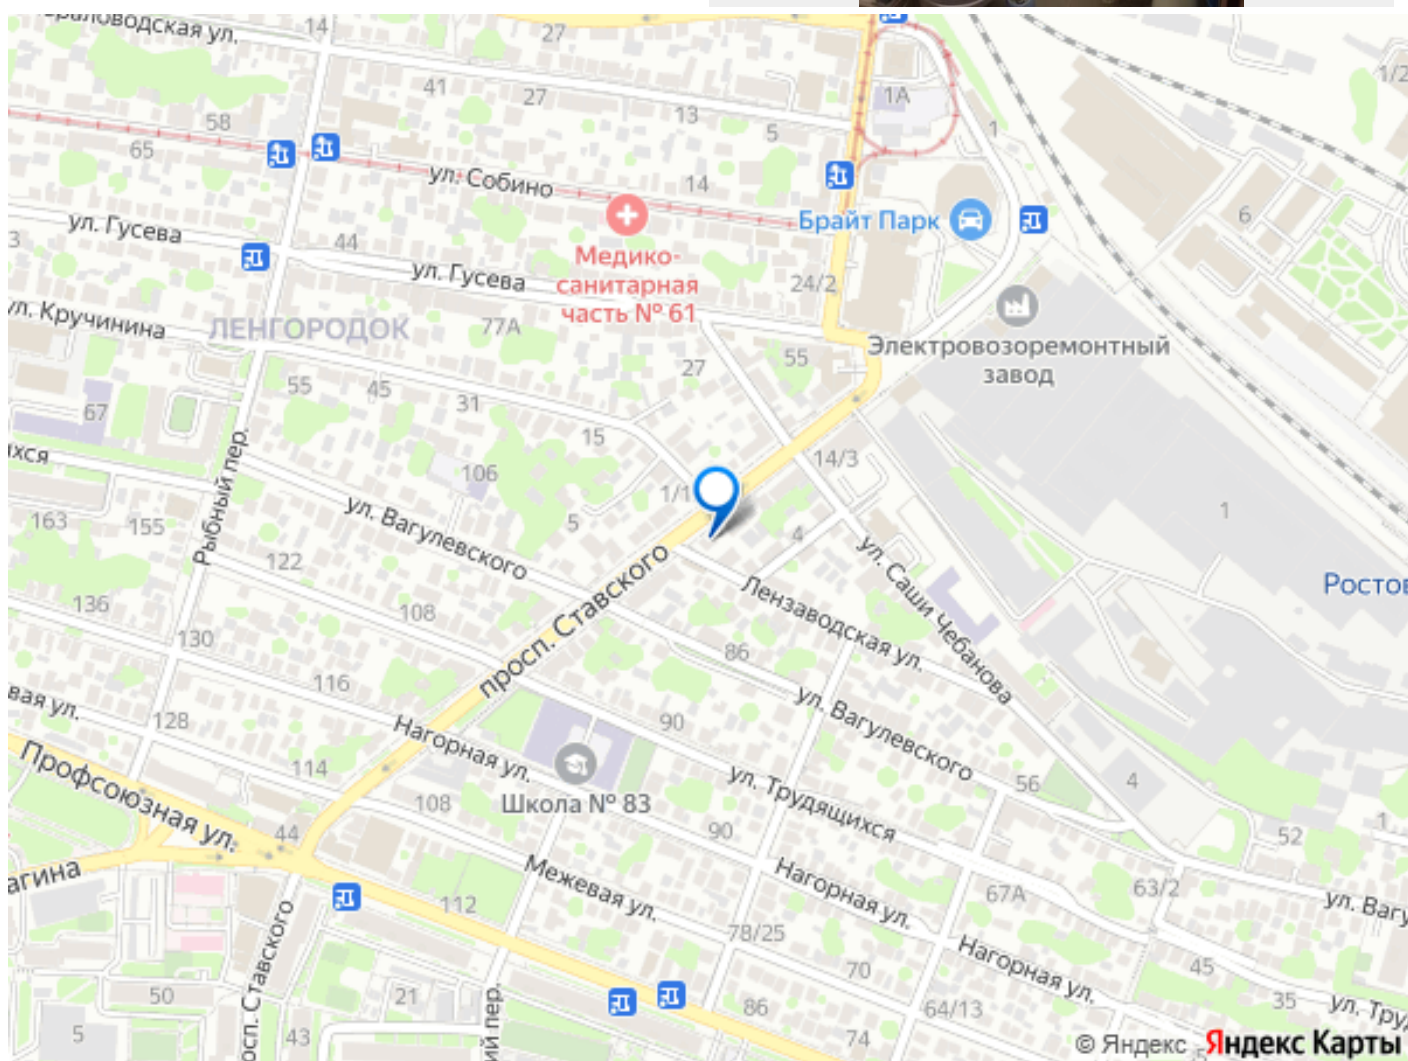 14
27
41
27
13
5
1А
1
1/2
58
65
ул. Собино
14
ул. Гусева
44
ул. Гусева
Медико-
санитарная
часть № 61
Брайт Парк
6
24/2
3
ул. Кручинина
ЛЕНГОРОДОК
77А
Электровозоремонтный
завод
55
27
55
45
31
67
15
14/3
106
Рыбный пер.
163
155
5
4
1
ул. Вагулевского
просп. Ставского
ул. Саши Чебанова
Лензаводская ул.
122
136
108
130
86
116
128
90
ул. Вагулевского
Нагорная ул.
Школа № 83
ул. Трудящихся
56
4
Профсоюзная ул.
114
108
44
90
52
1
Межевая ул.
Нагорная ул.
67А
63/2
112
78/25
Нагорная ул.
45
50
21
70
86
64/13
35
5
43
74
© Яндекс
Яндекс Карты